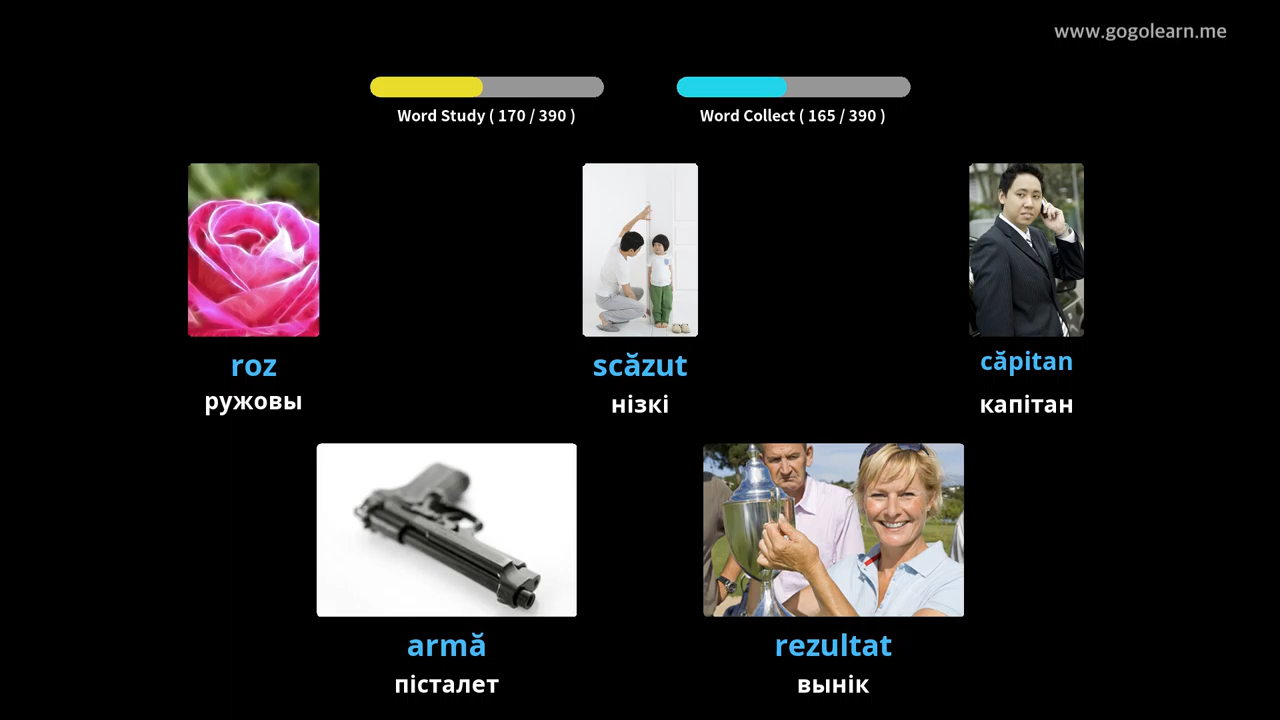 www.gogolearn.me
Word Study ( 170 / 390 )
Word Collect ( 165 / 390 )
roz
ружовы
scăzut
нізкі
căpitan
капітан
armă
пісталет
rezultat
вынік